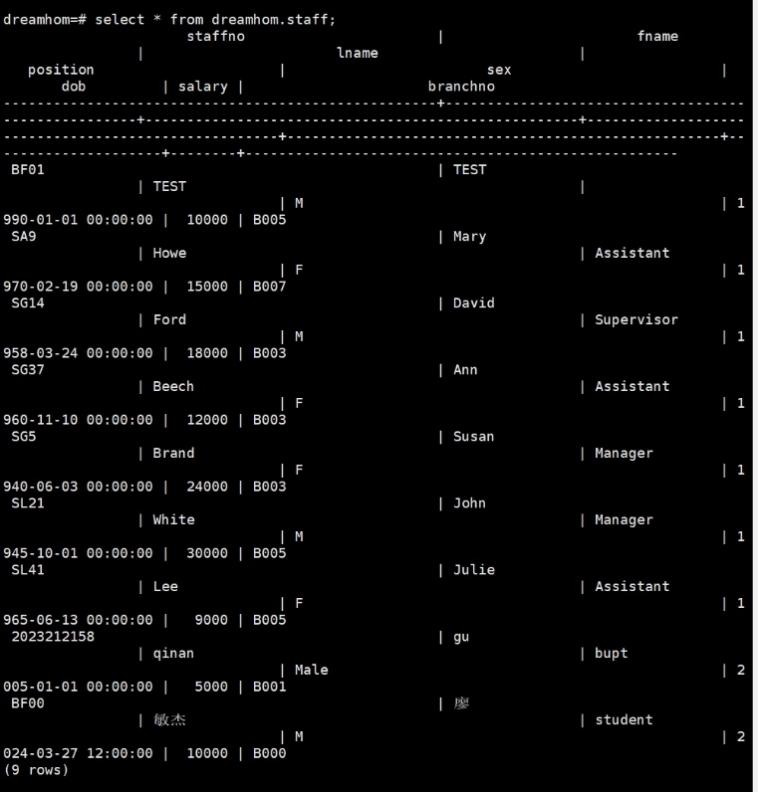 dreamhom=# select * from dreamhom.staff;
staffno | fname
| lname |
position | sex |
dob | salary | branchno
-----------------------------------------------------+-------------------------------------
----------------+-----------------------------------------------------+--------------------
----------------------------------+-----------------------------------------------------+--
--------------------+--------+-----------------------------------------------------
BF01 | TEST
| TEST |
| M | 1
990-01-01 00:00:00 | 10000 | B005
SA9 | Mary
| Howe | Assistant
| F | 1
970-02-19 00:00:00 | 15000 | B007
SG14 | David
| Ford | Supervisor
| M | 1
958-03-24 00:00:00 | 18000 | B003
SG37 | Ann
| Beech | Assistant
| F | 1
960-11-10 00:00:00 | 12000 | B003
SG5 | Susan
| Brand | Manager
| F | 1
940-06-03 00:00:00 | 24000 | B003
SL21 | John
| White | Manager
| M | 1
945-10-01 00:00:00 | 30000 | B005
SL41 | Julie
| Lee | Assistant
| F | 1
965-06-13 00:00:00 | 9000 | B005
2023212158 | gu
| qinan | bupt
| Male | 2
005-01-01 00:00:00 | 5000 | B001
BF00 | 廖
| 敏杰 | student
| M | 2
024-03-27 12:00:00 | 10000 | B000
(9 rows)